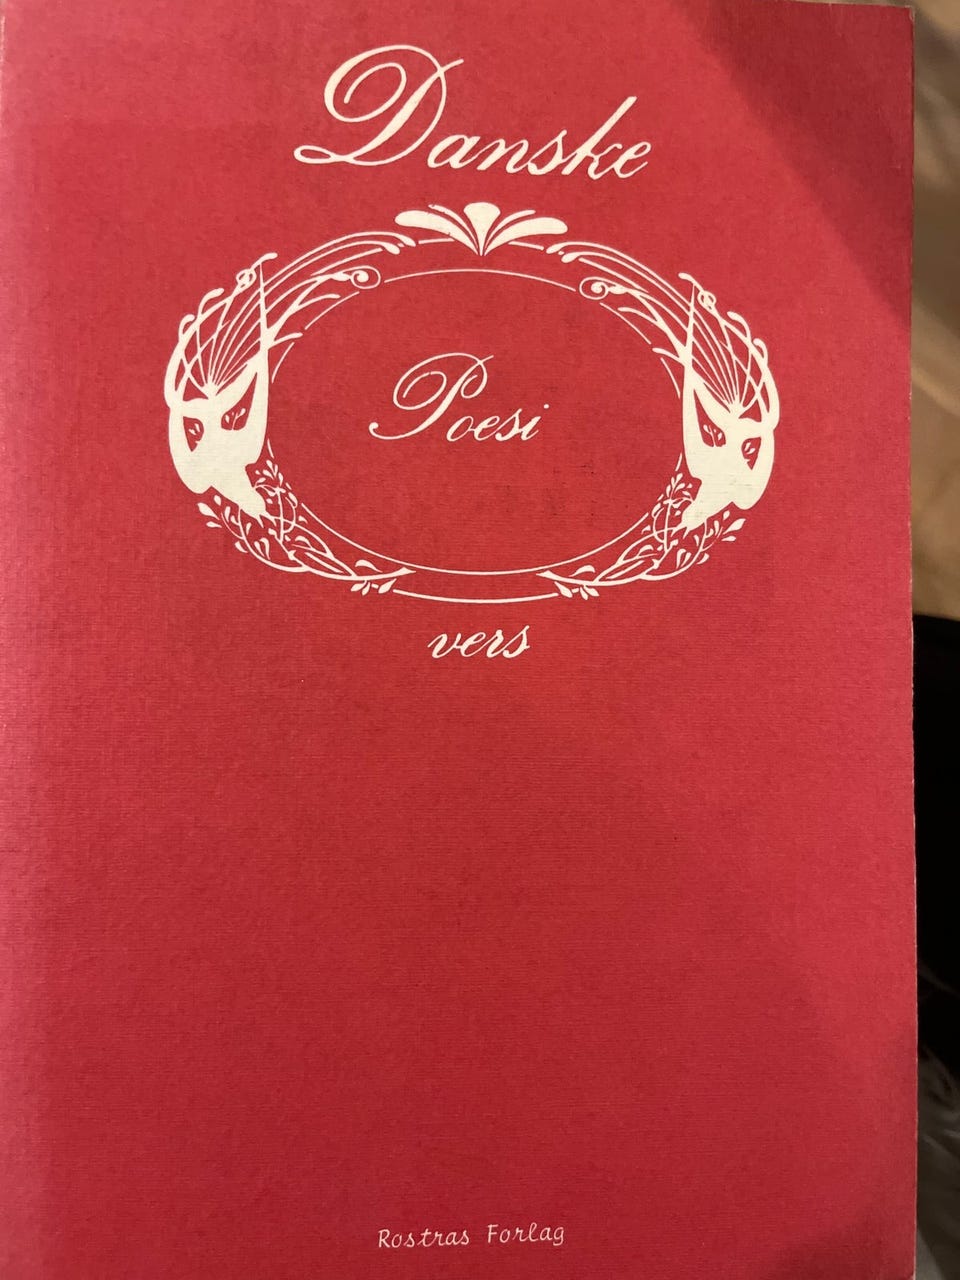 Danske
Poesi
vers
Rostras Forlag